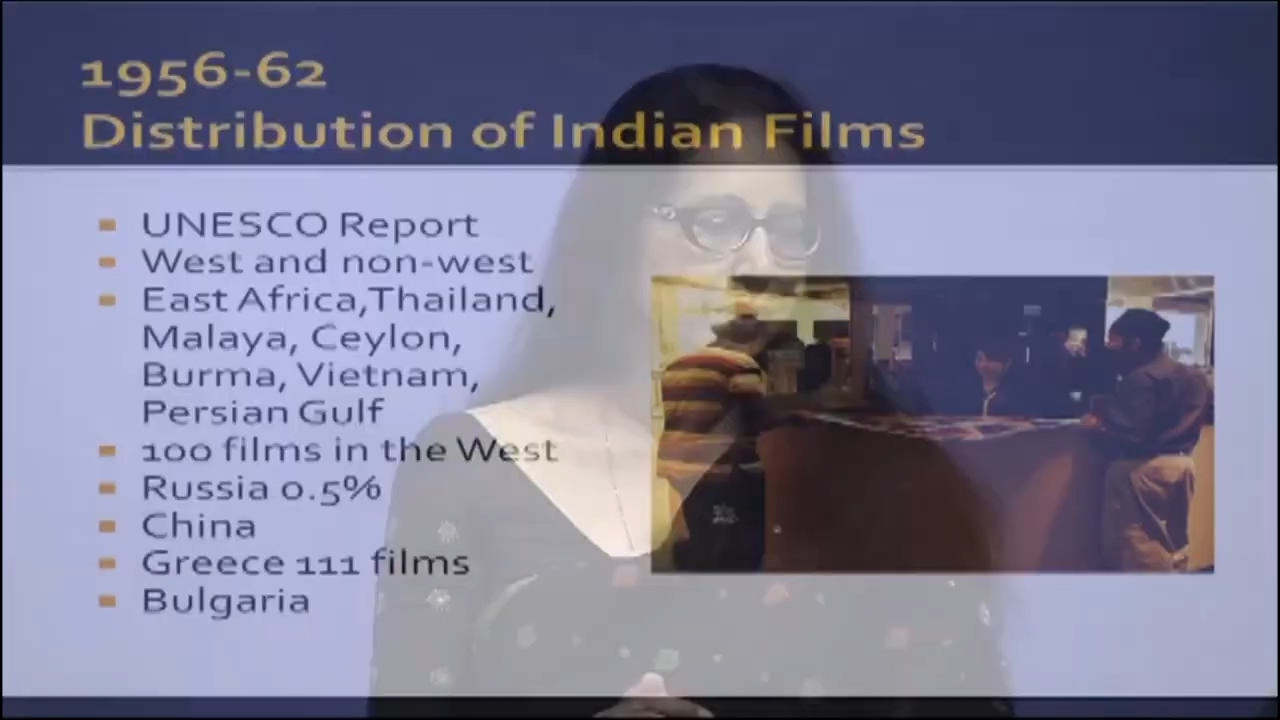 1956-62
Distribution of Indian Films
UNESCO Report
West and non-west
East Africa,Thailand,
Malaya, Ceylon,
Burma, Vietnam,
Persian Gulf
100 films in the West
Russia 0.5%
China
Greece 111 films
Bulgaria